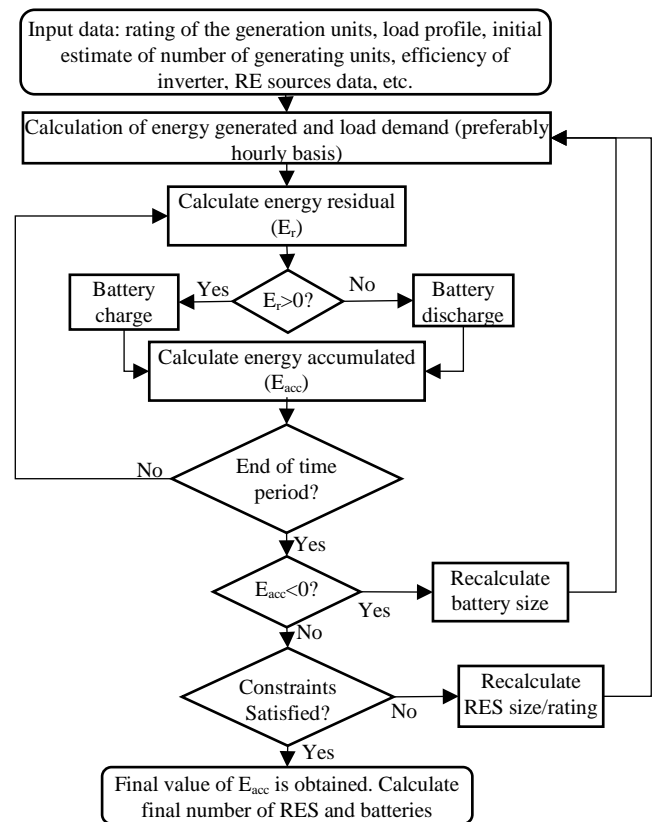 Input data: rating of the generation units, load profile, initial
estimate of number of generating units, efficiency of
inverter, RE sources data, etc.
Calculation of energy generated and load demand (preferably
hourly basis)
Calculate energy residual
(Er)
Battery
charge
Yes
Er>0?
No
Battery
discharge
Calculate energy accumulated
(Eacc)
No
End of time
period?
Yes
Eacc<0?
Yes
Recalculate
battery size
No
Constraints
Satisfied?
No
Recalculate
RES size/rating
Yes
Final value of Eacc is obtained. Calculate
final number of RES and batteries